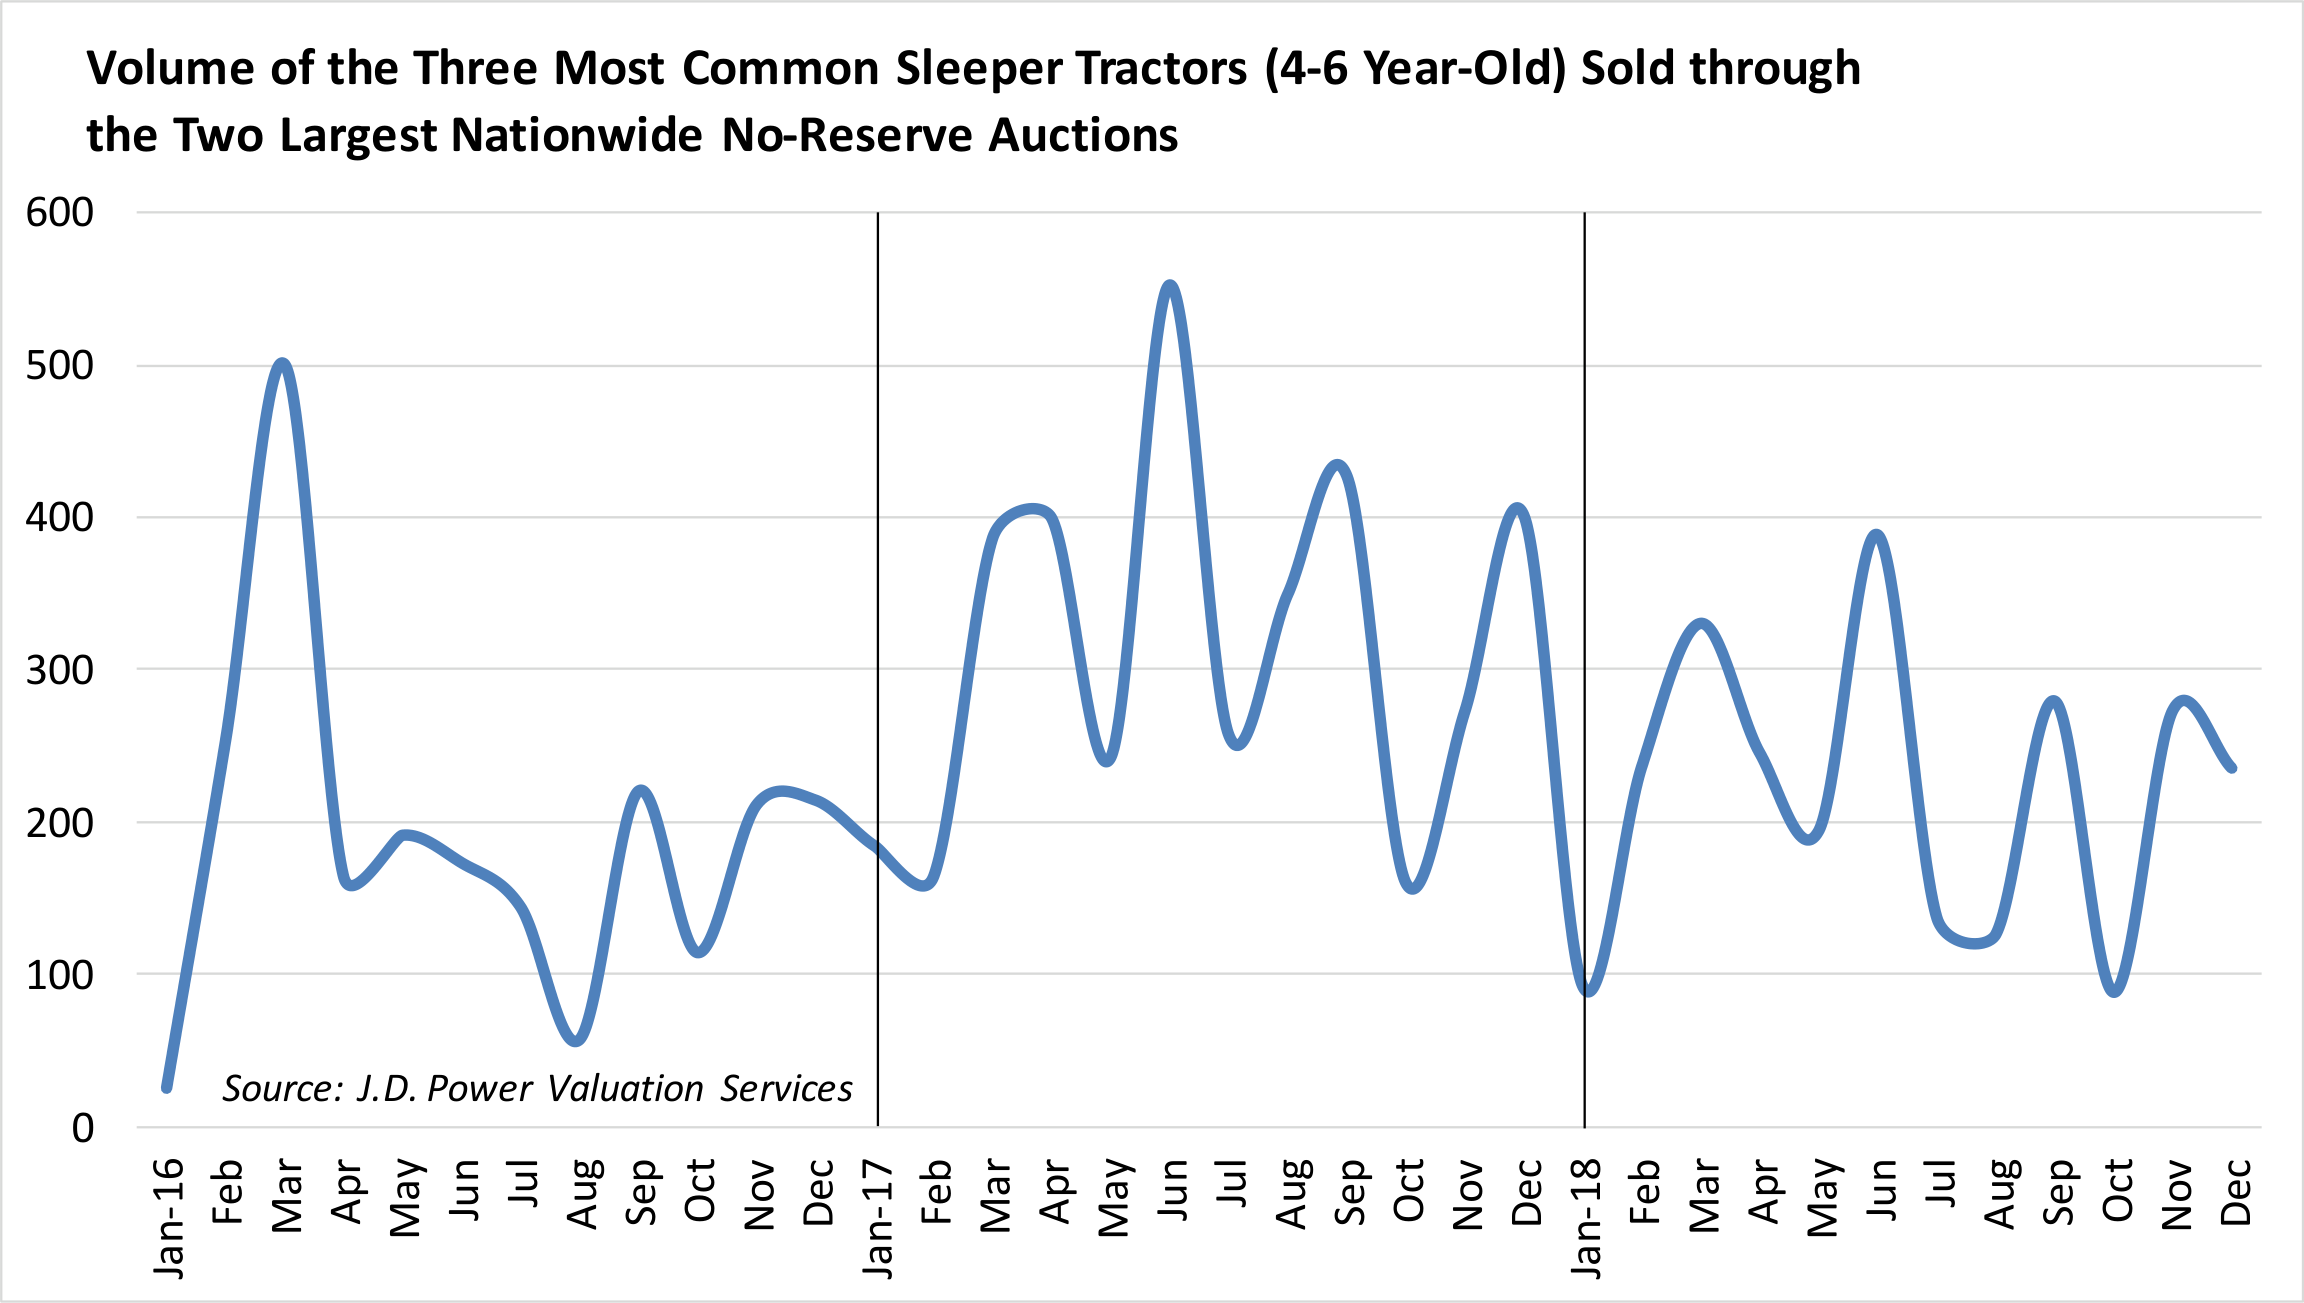 Volume of the Three Most Common Sleeper Tractors (4-6 Year-Old) Sold through
the Two Largest Nationwide No-Reserve Auctions
600
500
400
300
200
100
0
Source: J.D. Power Valuation Services
Jan-16
Feb
Mar
Apr
May
Jun
Jul
Aug
Sep
Oct
Nov
Dec
Jan-17
Feb
Mar
Apr
May
Jun
Jul
Aug
Sep
Oct
Nov
Dec
Jan-18
Feb
Mar
Apr
May
Jun
Jul
Aug
Sep
Oct
Nov
Dec